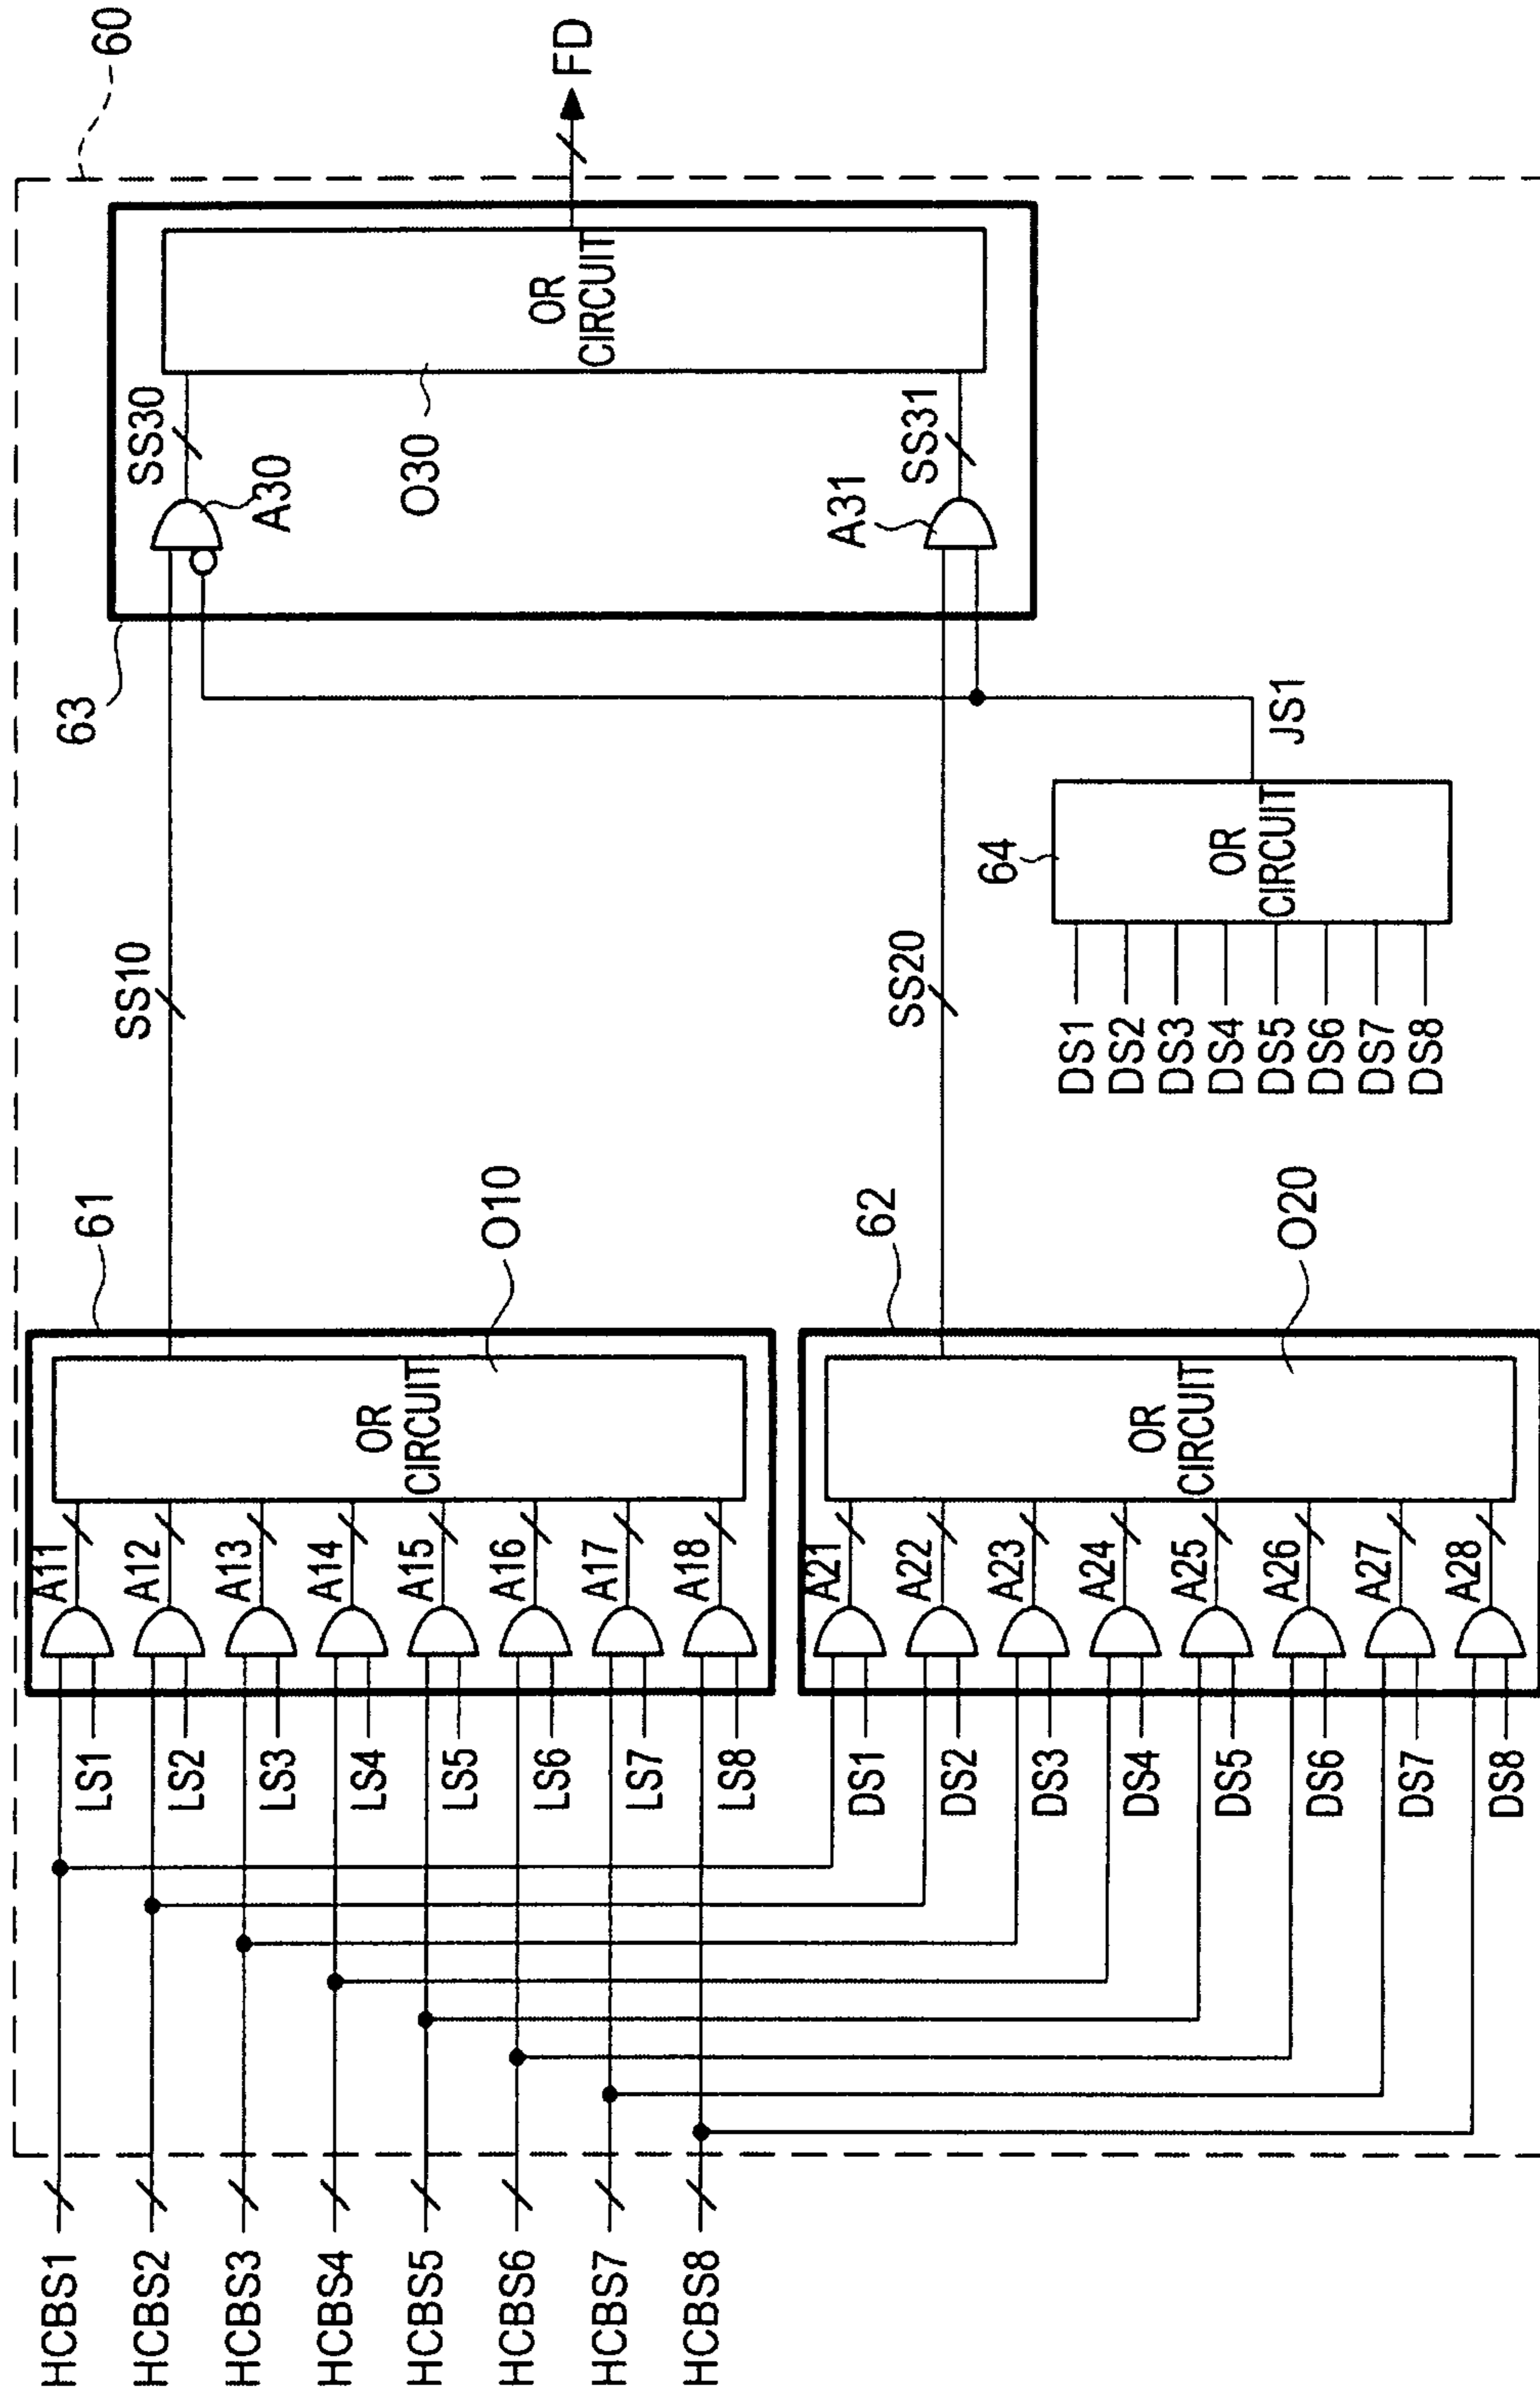 60
61
A11
HCBS1
LS1
A12
HCBS2
LS2
A13
HCBS3
LS3
A14
HCBS4
LS4
A15
HCBS5
LS5
A16
HCBS6
LS6
A17
HCBS7
LS7
A18
HCBS8
LS8
OR
CIRCUIT
O10
SS10
62
A21
DS1
A22
DS2
A23
DS3
A24
DS4
A25
DS5
A26
DS6
A27
DS7
A28
DS8
OR
CIRCUIT
O20
SS20
DS1
DS2
DS3
DS4
DS5
DS6
DS7
DS8
64
OR
CIRCUIT
JS1
63
A30
SS30
A31
SS31
O30
OR
CIRCUIT
FD